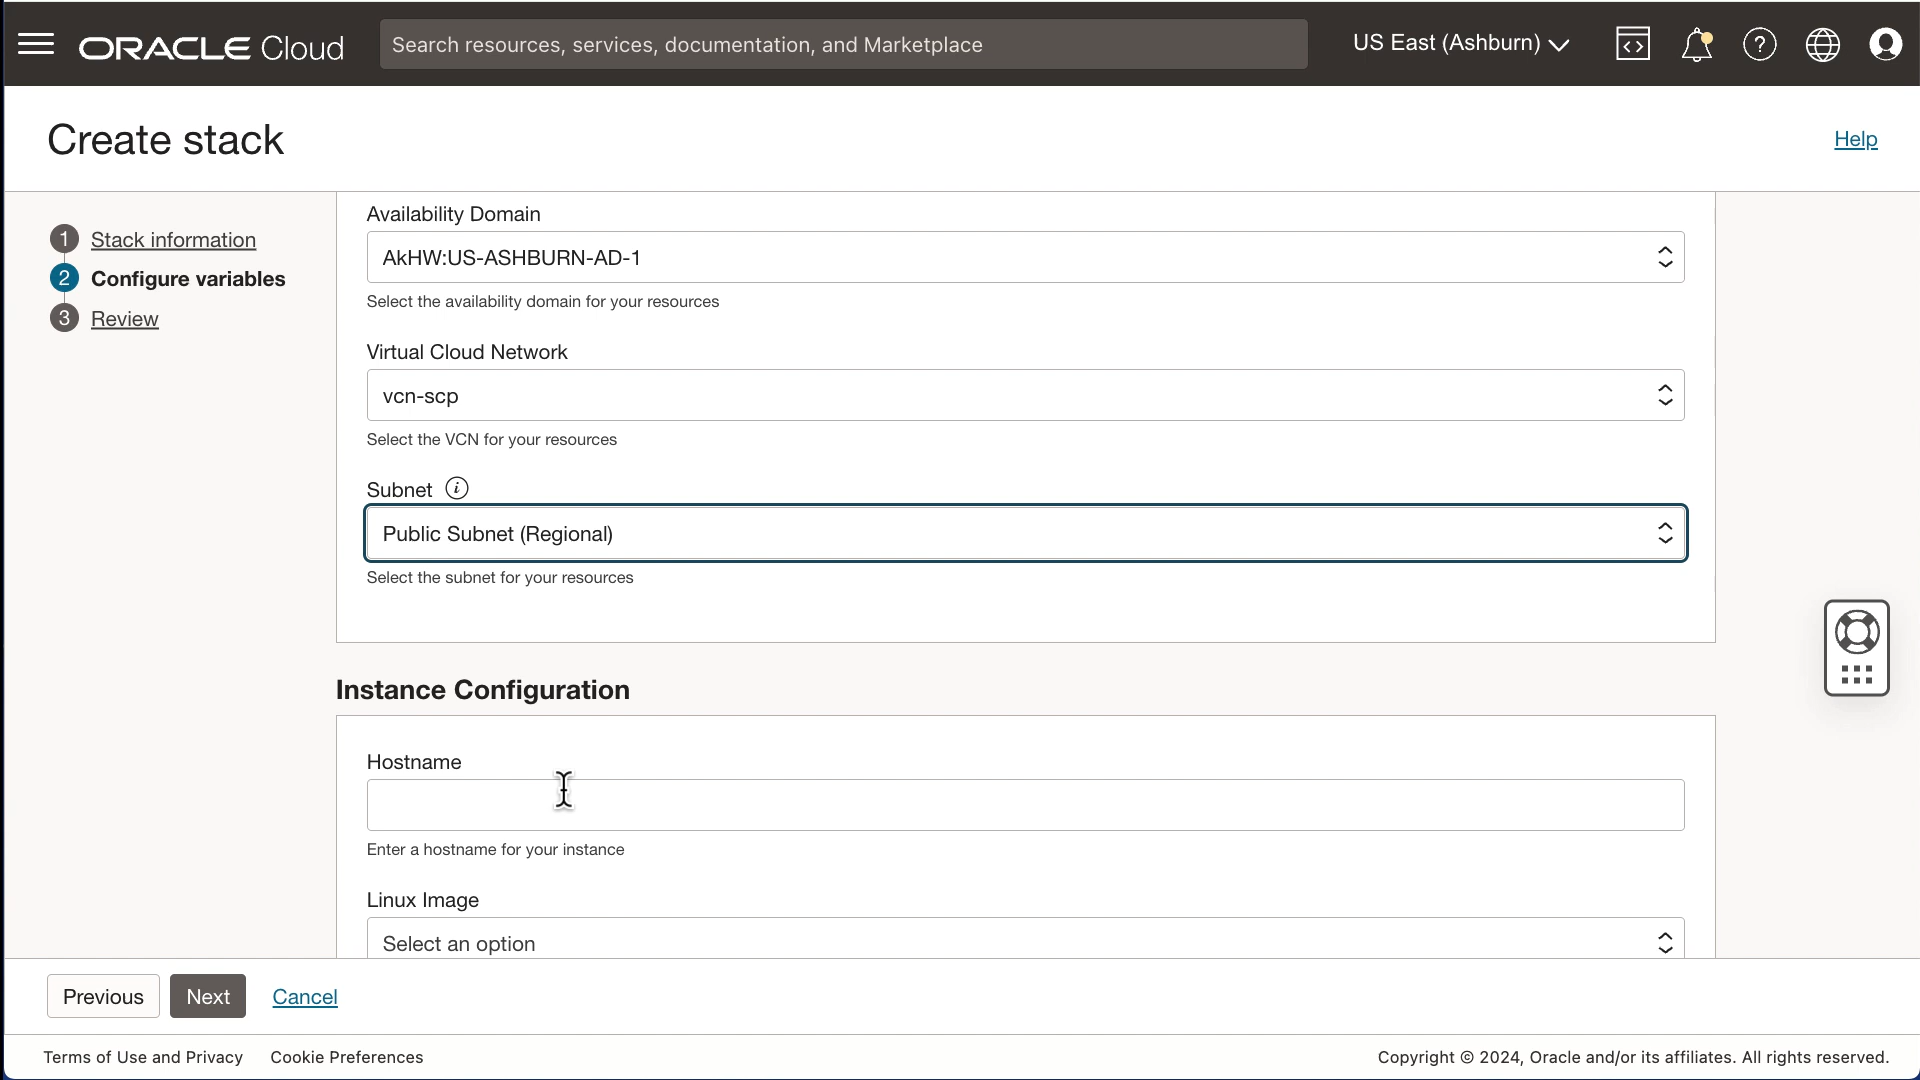 ORACLE Cloud
Search resources, services, documentation, and Marketplace
US East (Ashburn)
Create stack
Help
1 Stack information
2 Configure variables
3 Review
Availability Domain
AkHW:US-ASHBURN-AD-1
Select the availability domain for your resources
Virtual Cloud Network
vcn-scp
Select the VCN for your resources
Subnet
Public Subnet (Regional)
Select the subnet for your resources
Instance Configuration
Hostname
Enter a hostname for your instance
Linux Image
Select an option
Previous Next Cancel
Terms of Use and Privacy Cookie Preferences
Copyright © 2024, Oracle and/or its affiliates. All rights reserved.